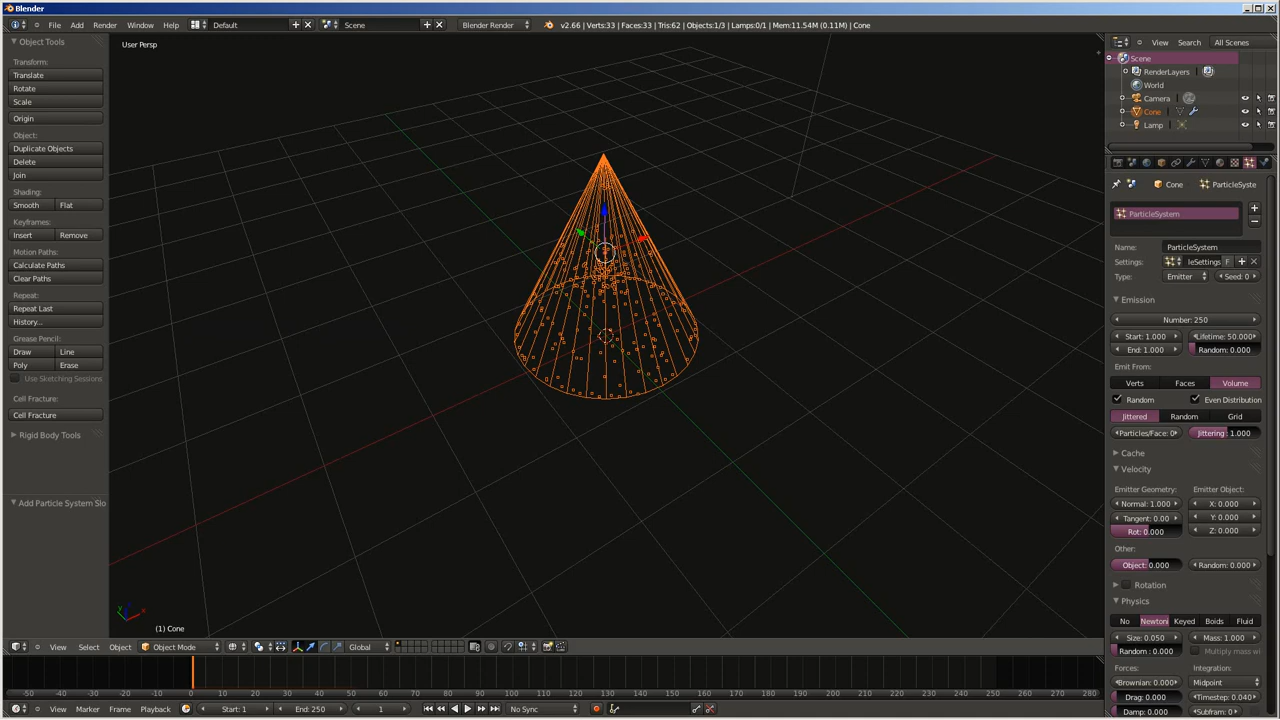 Blender
File Add Render Window Help Default Scene Blender Render v2.66 | Verts:33 | Faces:33 | Tris:62 | Objects:1/3 | Lamps:0/1 | Mem:11.54M (0.11M) | Cone
Object Tools
Transform:
Translate
Rotate
Scale
Origin
Object:
Duplicate Objects
Delete
Join
Shading:
Smooth Flat
Keyframes:
Insert Remove
Motion Paths:
Calculate Paths
Clear Paths
Repeat:
Repeat Last
History...
Grease Pencil:
Draw Line
Poly Erase
Use Sketching Sessions
Cell Fracture:
Cell Fracture
Rigid Body Tools
Add Particle System Slo
User Persp
(1) Cone
View Select Object Object Mode Global
-50 -40 -30 -20 -10 0 10 20 30 40 50 60 70 80 90 100 110 120 130 140 150 160 170 180 190 200 210 220 230 240 250 260 270 280
View Marker Frame Playback Start: 1 End: 250 1 No Sync
View Search All Scenes
Scene
RenderLayers
World
Camera
Cone
Lamp
Cone ParticleSyste
ParticleSystem
Name: ParticleSystem
Settings: leSettings F
Type: Emitter Seed: 0
Emission
Number: 250
Start: 1.000 Lifetime: 50.000
End: 1.000 Random: 0.000
Emit From:
Verts Faces Volume
Random Even Distribution
Jittered Random Grid
Particles/Face: 0 Jittering: 1.000
Cache
Velocity
Emitter Geometry: Emitter Object:
Normal: 1.000 X: 0.000
Tangent: 0.00 Y: 0.000
Rot: 0.000 Z: 0.000
Other:
Object: 0.000 Random: 0.000
Rotation
Physics
No Newtoni Keyed Boids Fluid
Size: 0.050 Mass: 1.000
Random : 0.000 Multiply mass wi
Forces: Integration:
Brownian: 0.000 Midpoint
Drag: 0.000 Timestep: 0.040
Damp: 0.000 Subfram: 0